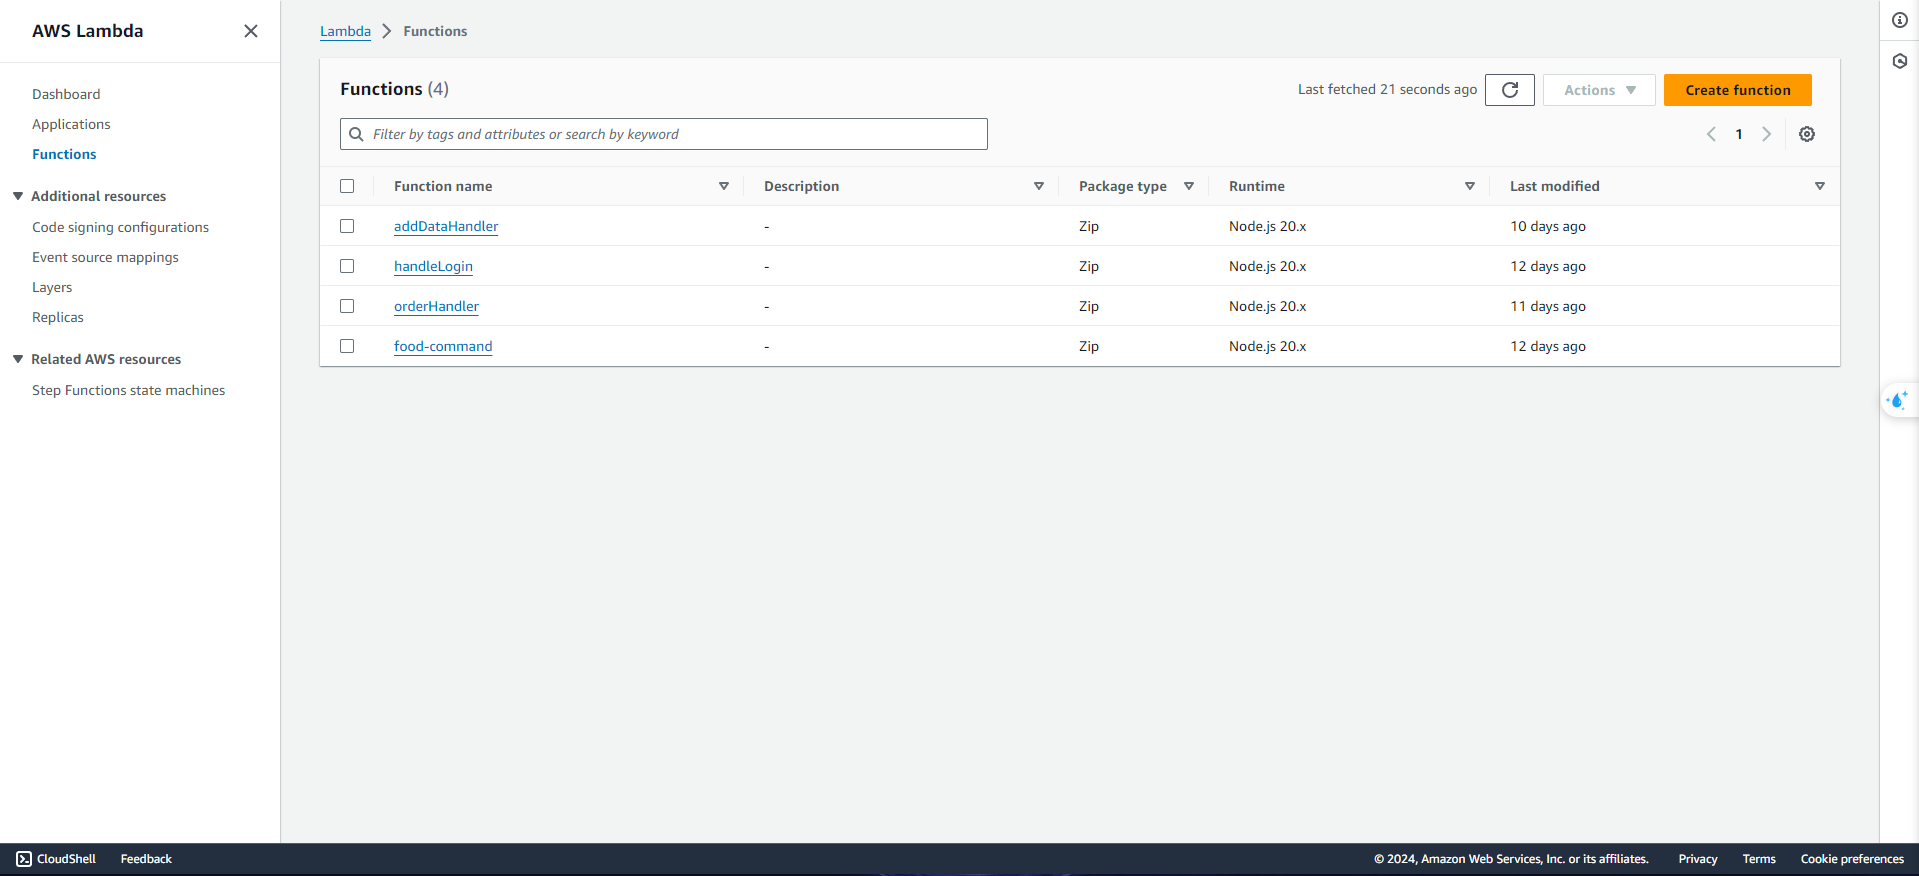 AWS Lambda
Dashboard
Applications
Functions
Additional resources
Code signing configurations
Event source mappings
Layers
Replicas
Related AWS resources
Step Functions state machines
Lambda Functions
Functions (4)
Last fetched 21 seconds ago Actions Create function
Filter by tags and attributes or search by keyword
1
Function name Description Package type Runtime Last modified
addDataHandler - Zip Node.js 20.x 10 days ago
handleLogin - Zip Node.js 20.x 12 days ago
orderHandler - Zip Node.js 20.x 11 days ago
food-command - Zip Node.js 20.x 12 days ago
CloudShell Feedback © 2024, Amazon Web Services, Inc. or its affiliates. Privacy Terms Cookie preferences